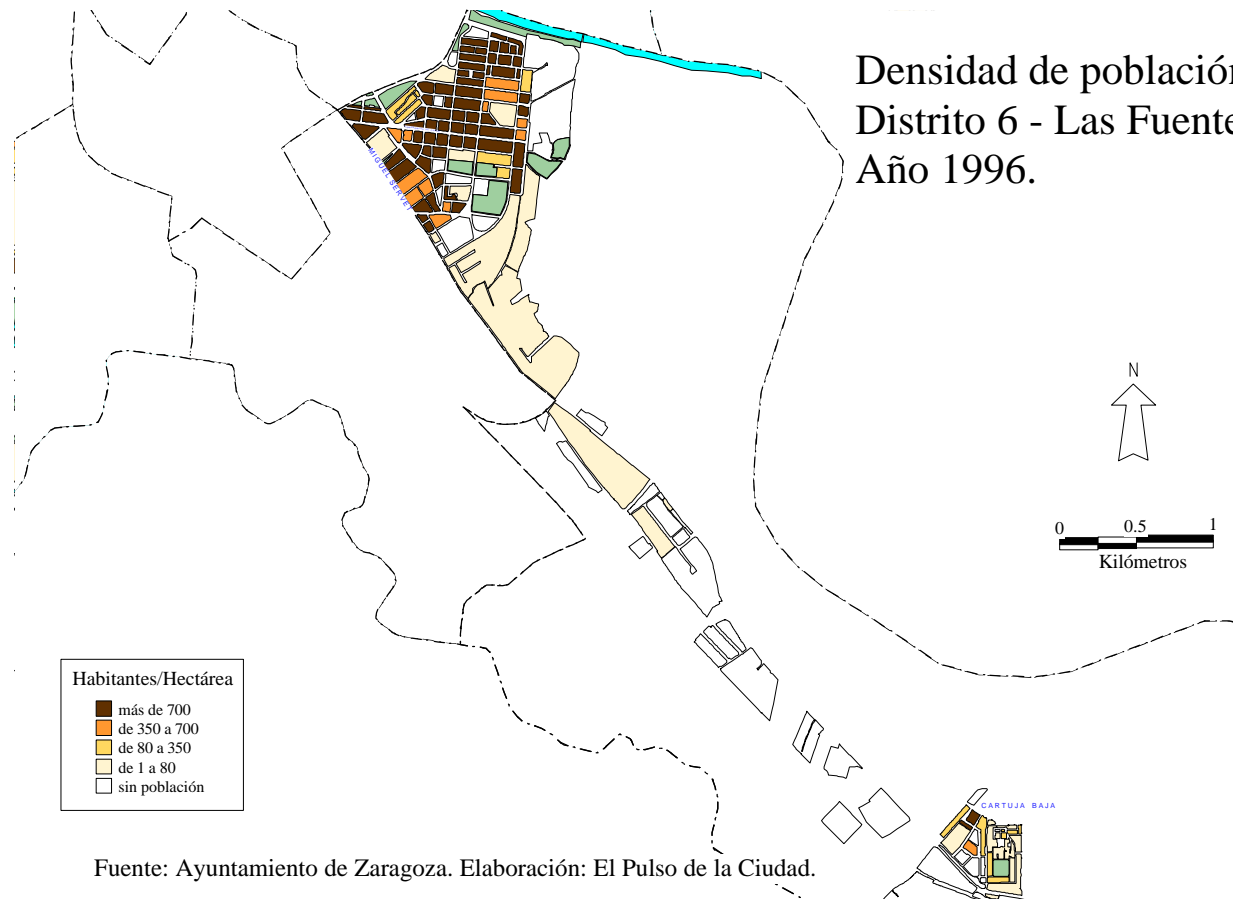 Densidad de población
Distrito 6 - Las Fuente
Año 1996.
MIGUEL SERVET
N
0 0.5 1
Kilómetros
Habitantes/Hectárea
más de 700
de 350 a 700
de 80 a 350
de 1 a 80
sin población
CARTUJA BAJA
Fuente: Ayuntamiento de Zaragoza. Elaboración: El Pulso de la Ciudad.